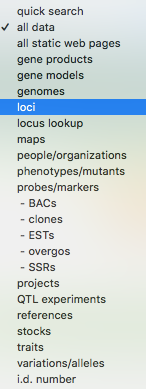 quick search
✓ all data
all static web pages
gene products
gene models
genomes
loci
locus lookup
maps
people/organizations
phenotypes/mutants
probes/markers
- BACs
- clones
- ESTs
- overgos
- SSRs
projects
QTL experiments
references
stocks
traits
variations/alleles
i.d. number